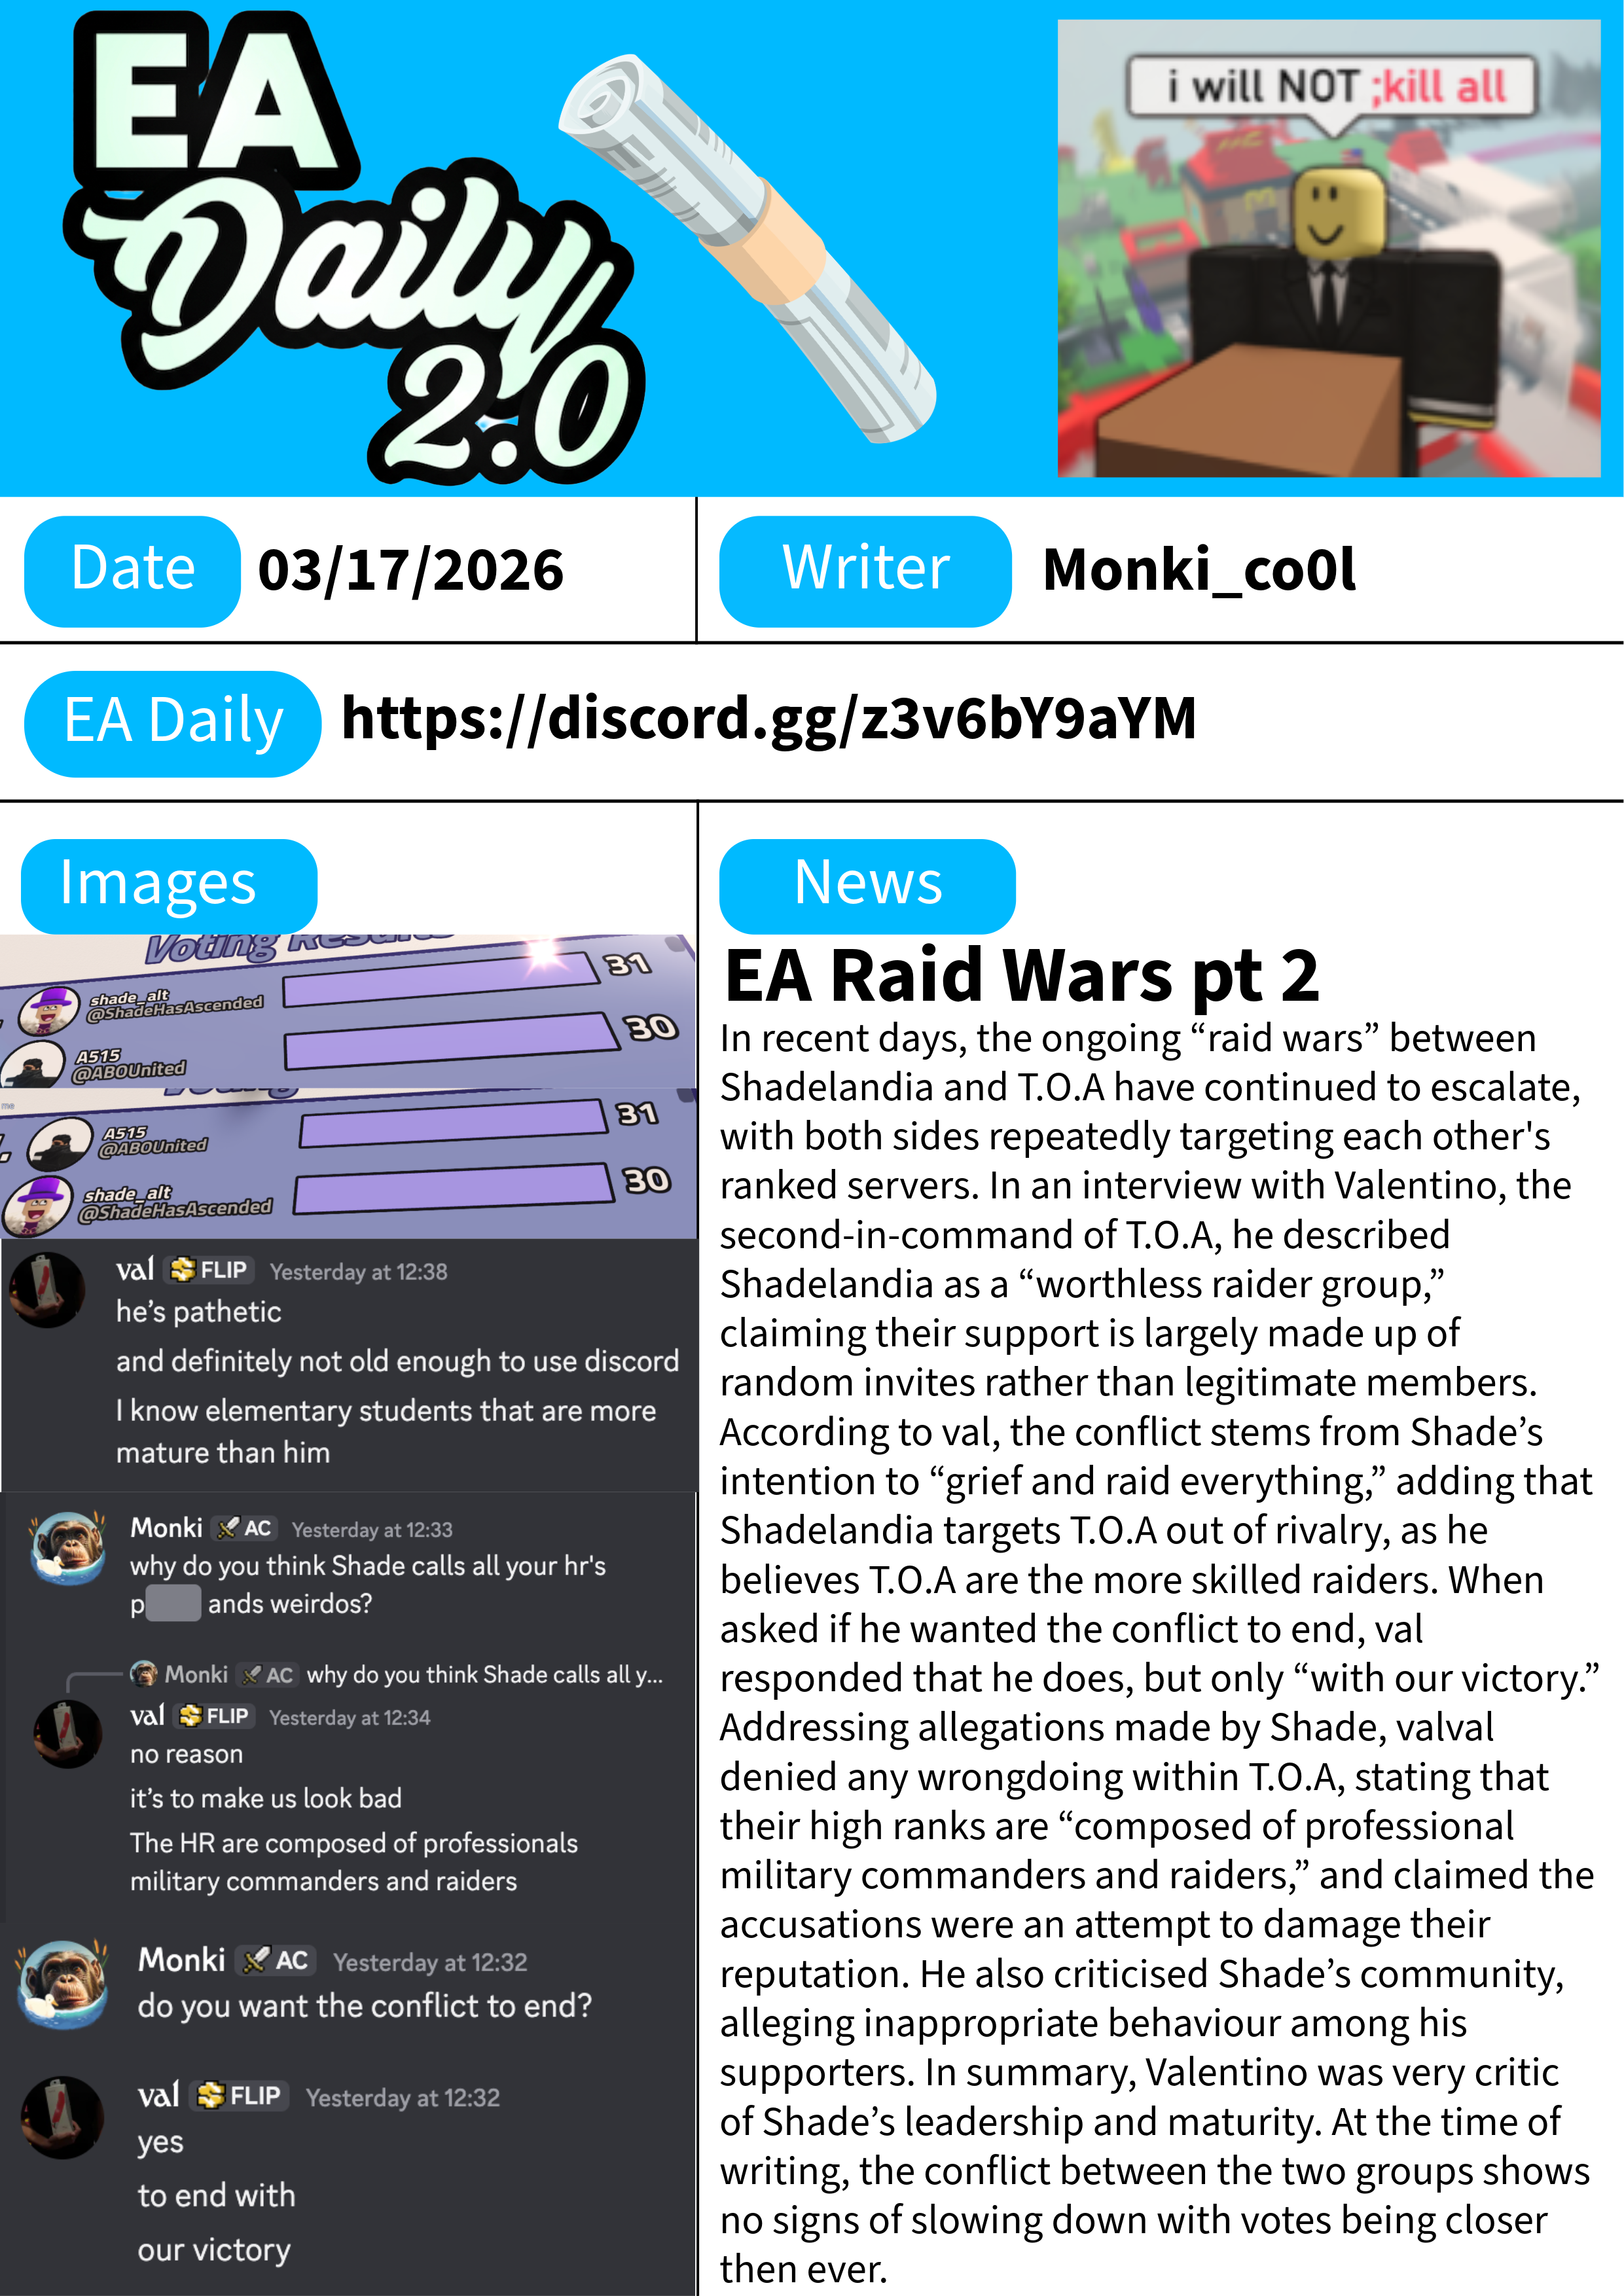 EA
Daily
2.0
i will NOT ;kill all
Date
03/17/2026
Writer
Monki_co0l
EA Daily
https://discord.gg/z3v6bY9aYM
Images
Voting Results
shade_alt
@ShadeHasAscended
31
A515
@ABOUnited
30
Voting
me
A515
@ABOUnited
31
shade_alt
@ShadeHasAscended
30
val FLIP Yesterday at 12:38
he’s pathetic
and definitely not old enough to use discord
I know elementary students that are more
mature than him
Monki AC Yesterday at 12:33
why do you think Shade calls all your hr's
p ands weirdos?
Monki AC why do you think Shade calls all y...
val FLIP Yesterday at 12:34
no reason
it’s to make us look bad
The HR are composed of professionals
military commanders and raiders
Monki AC Yesterday at 12:32
do you want the conflict to end?
val FLIP Yesterday at 12:32
yes
to end with
our victory
News
EA Raid Wars pt 2
In recent days, the ongoing “raid wars” between
Shadelandia and T.O.A have continued to escalate,
with both sides repeatedly targeting each other's
ranked servers. In an interview with Valentino, the
second-in-command of T.O.A, he described
Shadelandia as a “worthless raider group,”
claiming their support is largely made up of
random invites rather than legitimate members.
According to val, the conflict stems from Shade’s
intention to “grief and raid everything,” adding that
Shadelandia targets T.O.A out of rivalry, as he
believes T.O.A are the more skilled raiders. When
asked if he wanted the conflict to end, val
responded that he does, but only “with our victory.”
Addressing allegations made by Shade, valval
denied any wrongdoing within T.O.A, stating that
their high ranks are “composed of professional
military commanders and raiders,” and claimed the
accusations were an attempt to damage their
reputation. He also criticised Shade’s community,
alleging inappropriate behaviour among his
supporters. In summary, Valentino was very critic
of Shade’s leadership and maturity. At the time of
writing, the conflict between the two groups shows
no signs of slowing down with votes being closer
then ever.